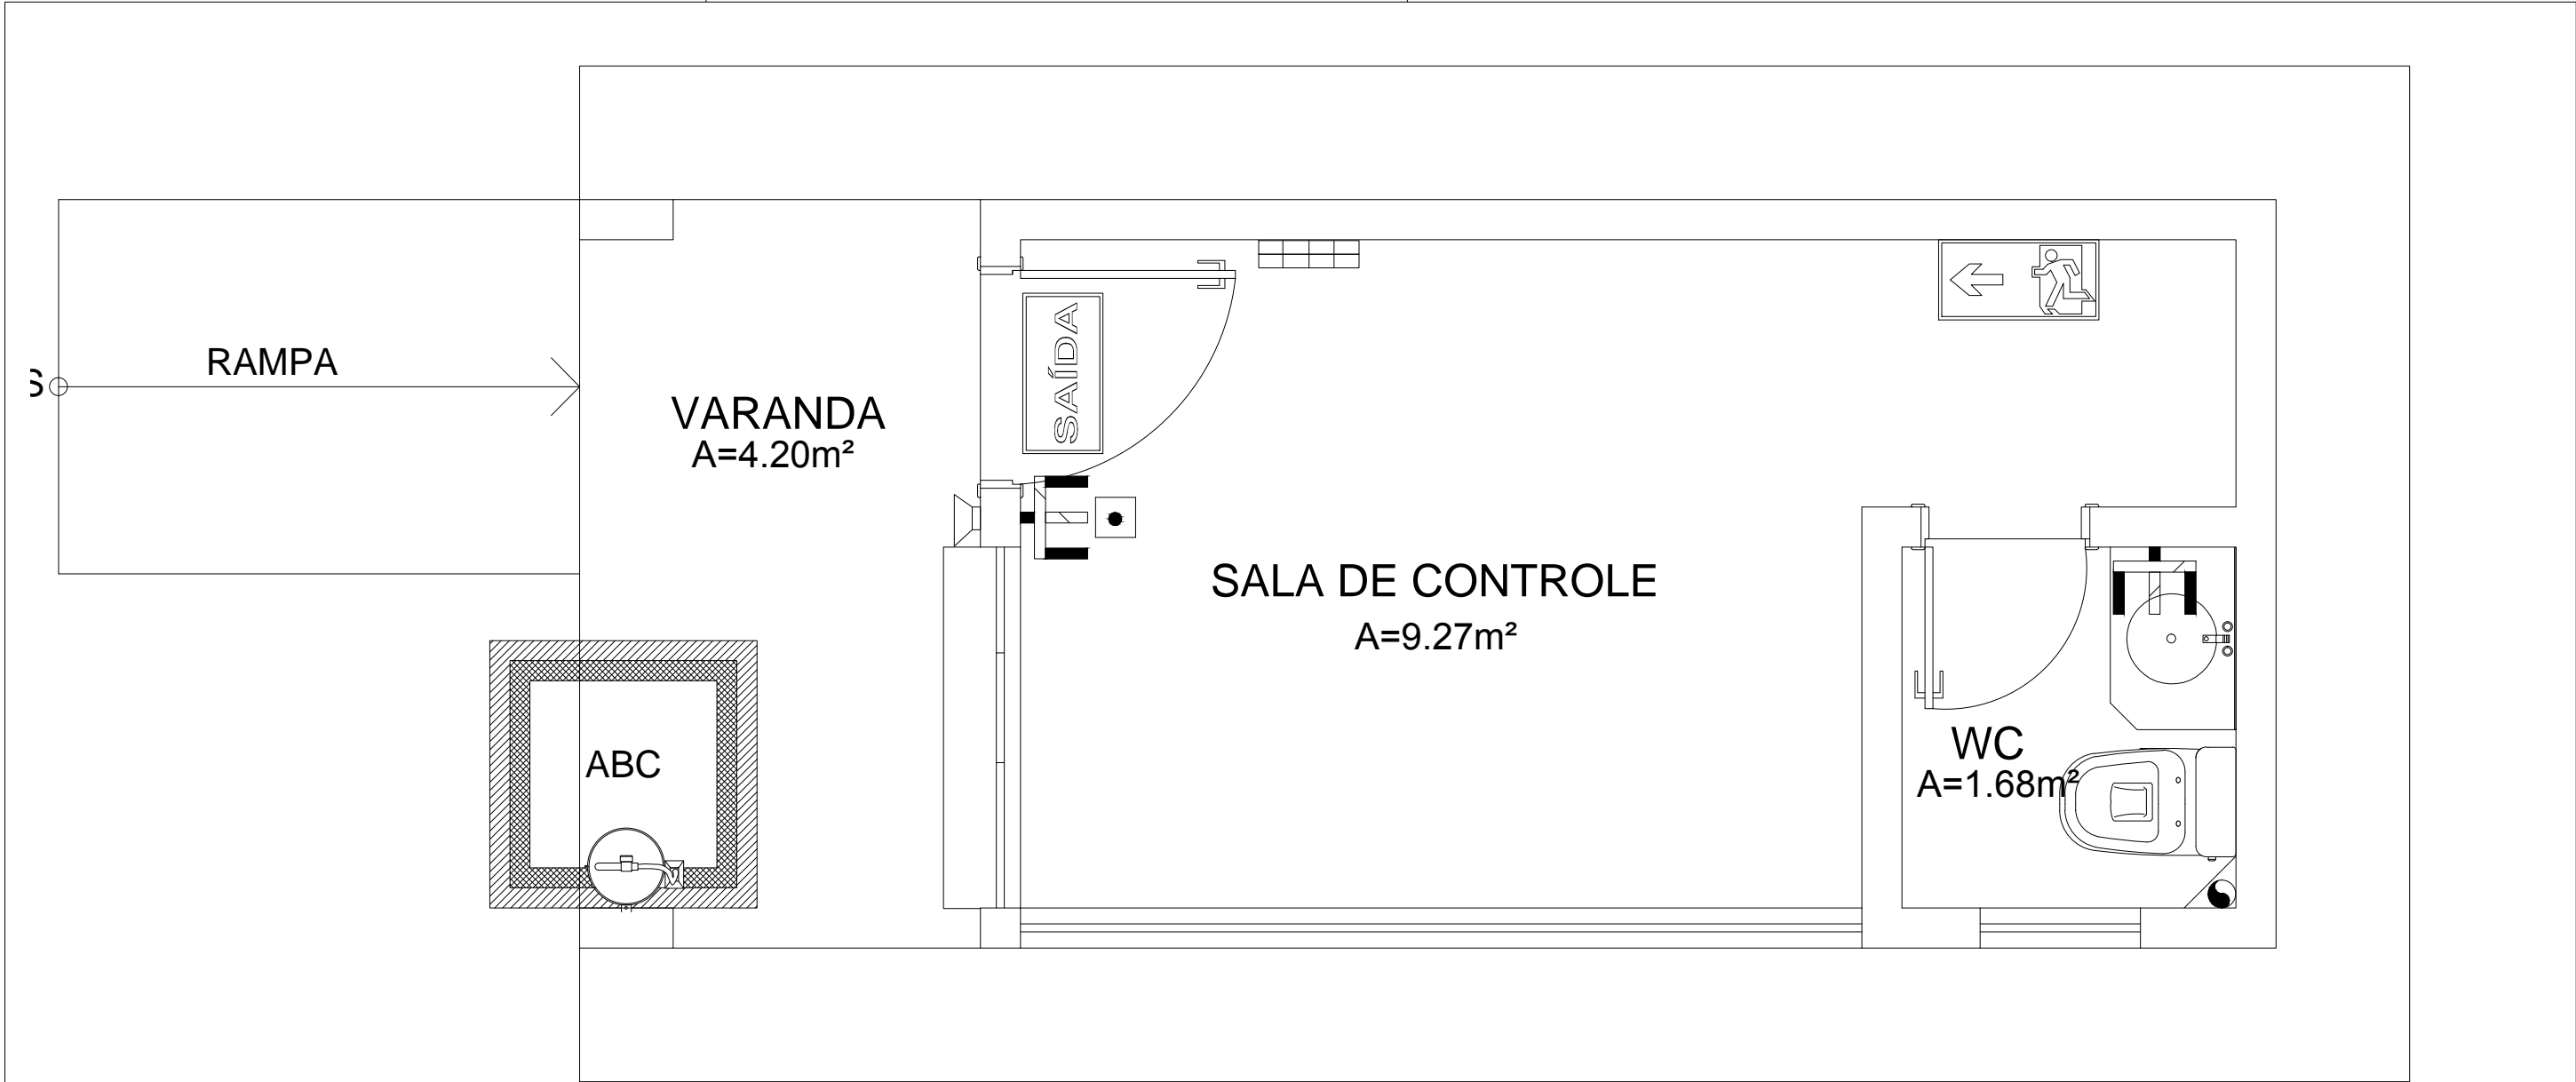 S
RAMPA
VARANDA
A=4.20m²
SAÍDA
SALA DE CONTROLE
A=9.27m²
ABC
WC
A=1.68m²